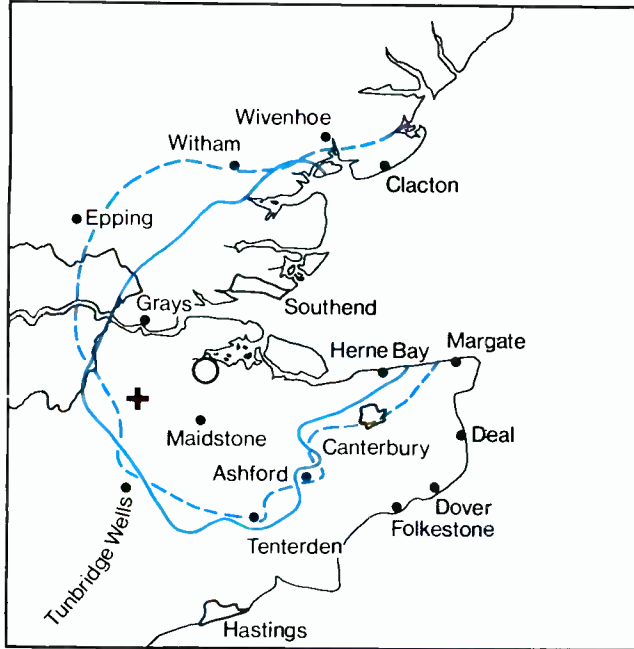 Wivenhoe
Witham
Clacton
Epping
Grays
Southend
Herne Bay
Margate
Maidstone
Canterbury
Deal
Ashford
Tunbridge Wells
Dover
Folkestone
Tenterden
Hastings